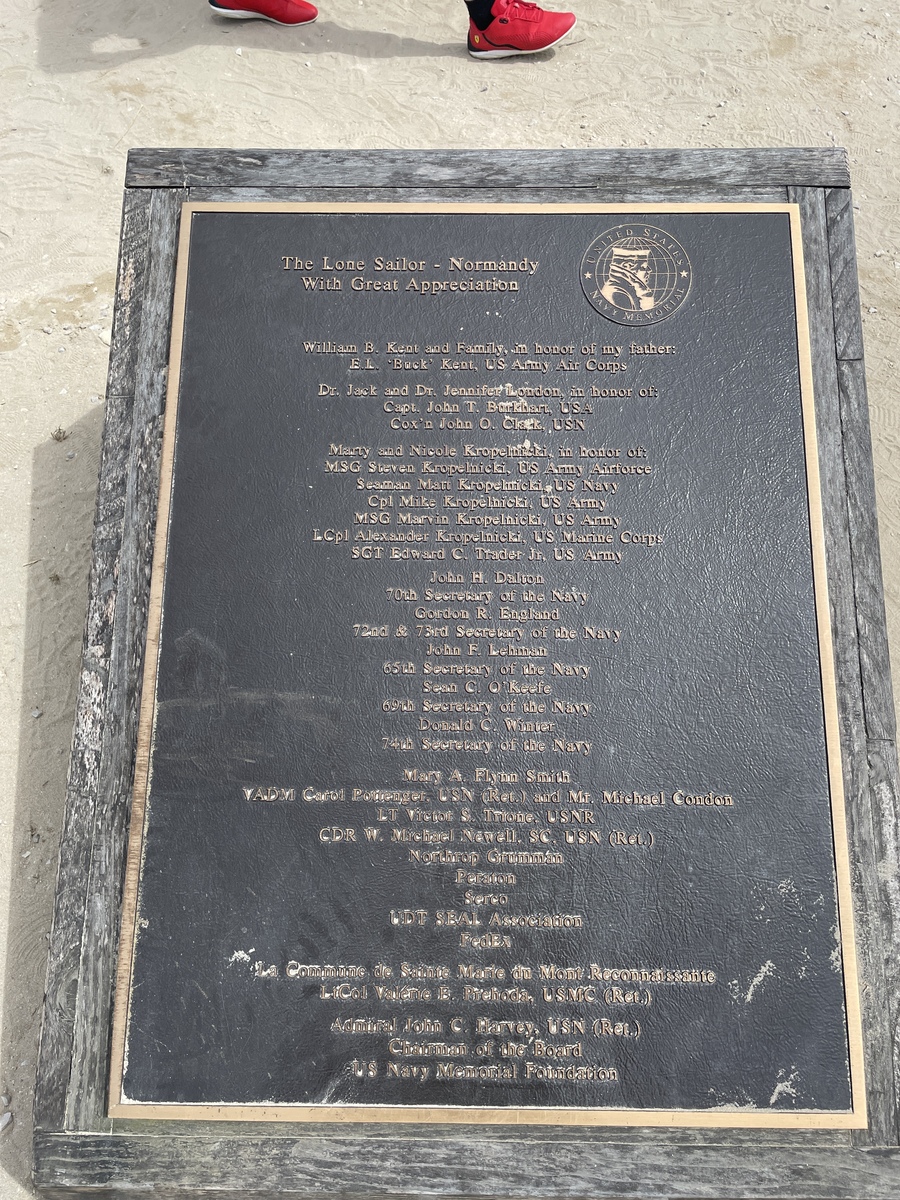 The Lone Sailor - Normandy
With Great Appreciation
UNITED STATES
NAVY MEMORIAL
William B. Kent and Family, in honor of my father:
E.L. 'Buck' Kent, US Army Air Corps
Dr. Jack and Dr. Jennifer London, in honor of:
Capt. John T. Burkhart, USA
Cox'n John O. Clark, USN
Marty and Nicole Kropelnicki, in honor of:
MSG Steven Kropelnicki, US Army Airforce
Seaman Matt Kropelnicki, US Navy
Cpl Mike Kropelnicki, US Army
MSG Marvin Kropelnicki, US Army
LCpl Alexander Kropelnicki, US Marine Corps
SGT Edward C. Trader Jr, US Army
John H. Dalton
70th Secretary of the Navy
Gordon R. England
72nd & 73rd Secretary of the Navy
John F. Lehman
65th Secretary of the Navy
Sean C. O'Keefe
69th Secretary of the Navy
Donald C. Winter
74th Secretary of the Navy
Mary A. Flynn Smith
VADM Carol Pottenger, USN (Ret.) and Mr. Michael Condon
LT Victor S. Trione, USNR
CDR W. Michael Newell, SC, USN (Ret.)
Northrop Grumman
Peraton
Serco
UDT SEAL Association
FedEx
La Commune de Sainte Marie du Mont Reconnaissante
LtCol Valérie E. Prehoda, USMC (Ret.)
Admiral John C. Harvey, USN (Ret.)
Chairman of the Board
US Navy Memorial Foundation